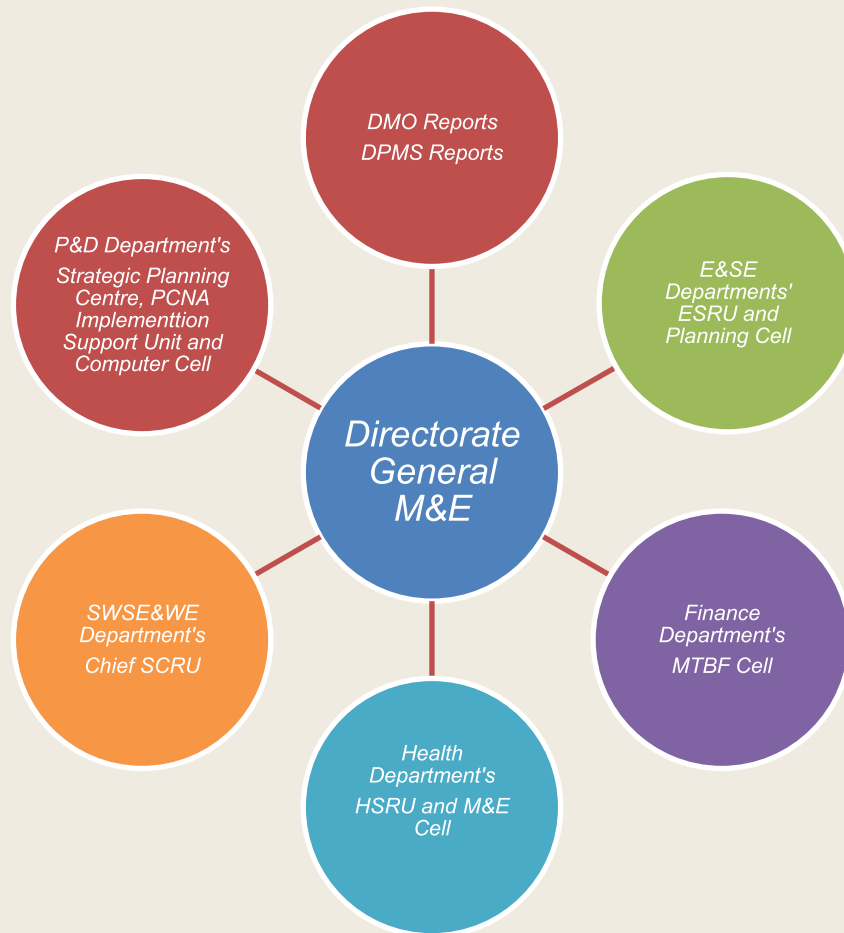 DMO Reports
DPMS Reports
P&D Department's
Strategic Planning
Centre, PCNA
Implementtion
Support Unit and
Computer Cell
E&SE
Departments'
ESRU and
Planning Cell
Directorate
General
M&E
SWSE&WE
Department's
Chief SCRU
Finance
Department's
MTBF Cell
Health
Department's
HSRU and M&E
Cell